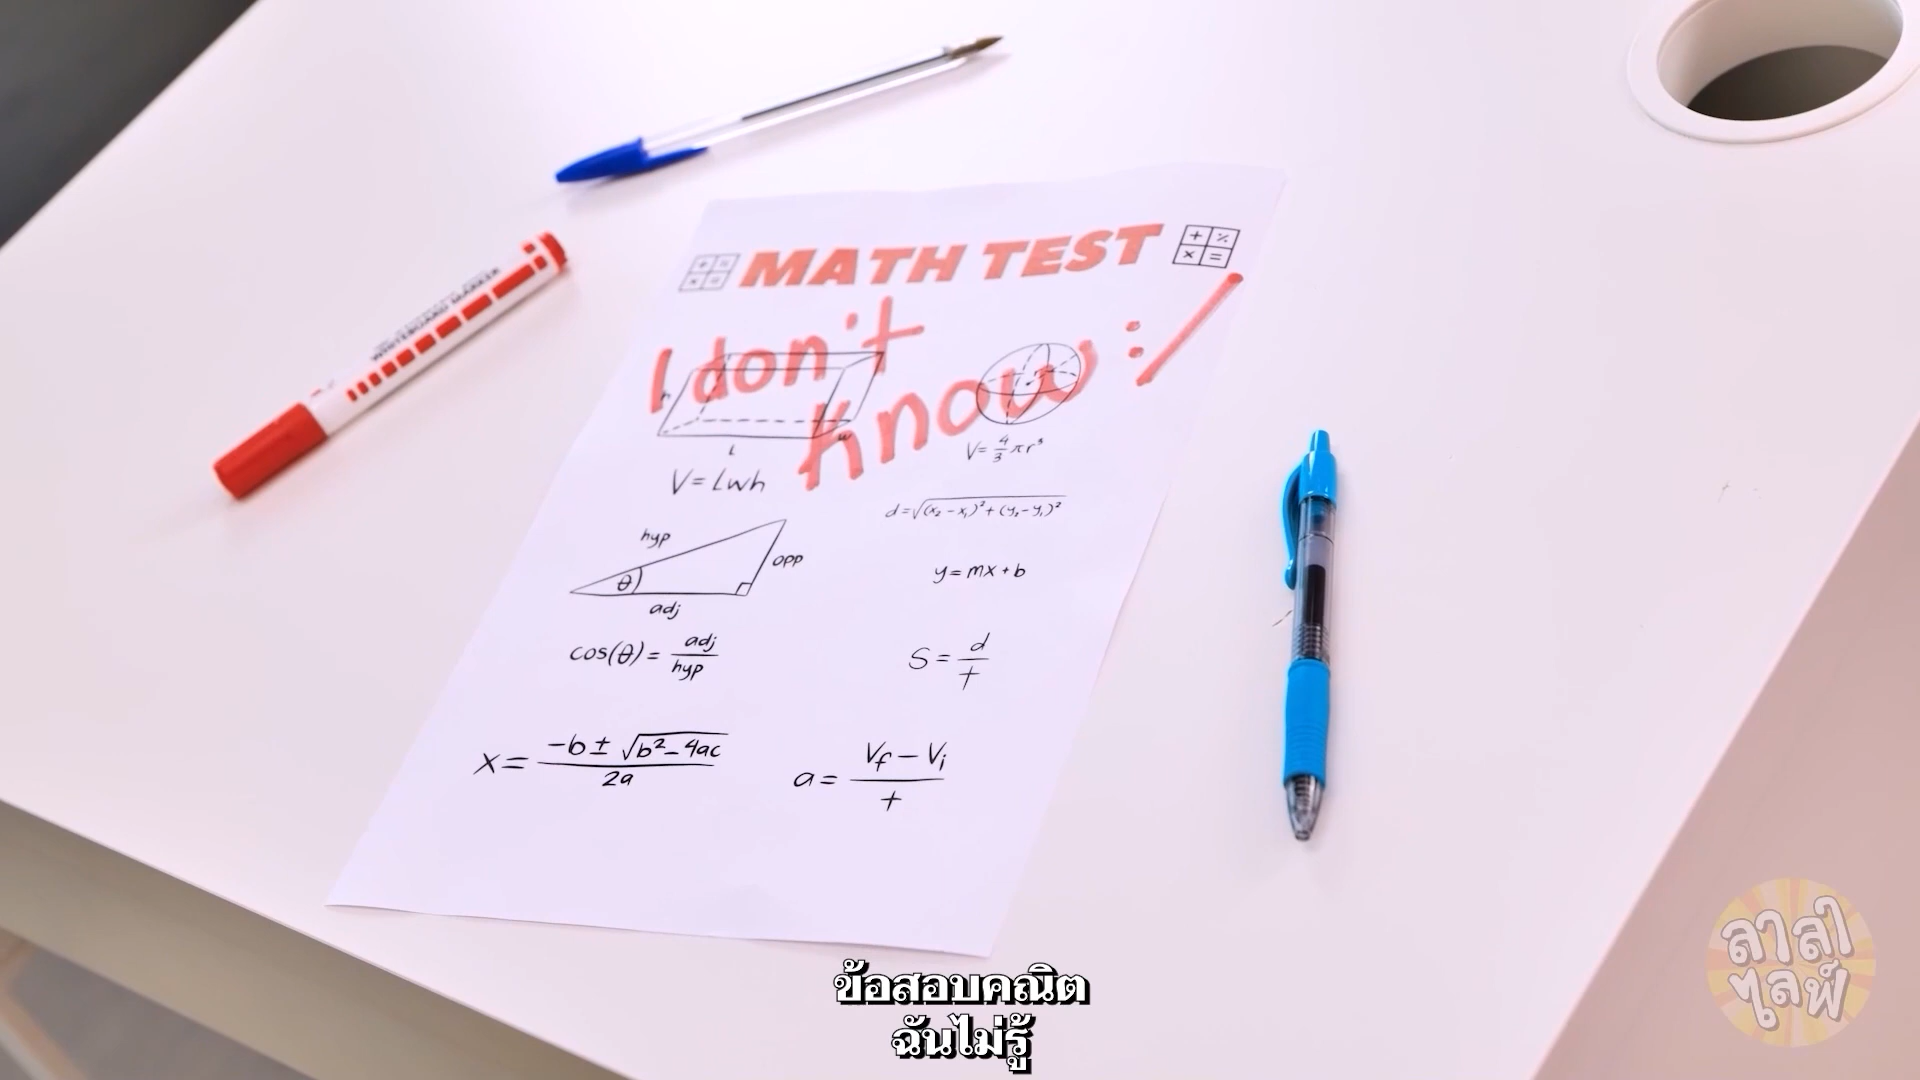 MATH TEST
I don't
know :/
h
w
L
V = Lwh
V = 4/3 πr³
d = √(x₂ - x₁)² + (y₂ - y₁)²
hyp
opp
θ
adj
y = mx + b
cos(θ) = adj/hyp
S = d/t
x = -b ± √b² - 4ac / 2a
a = Vf - Vi / t
ลาลา
ไลฟ์
ข้อสอบคณิต
ฉันไม่รู้